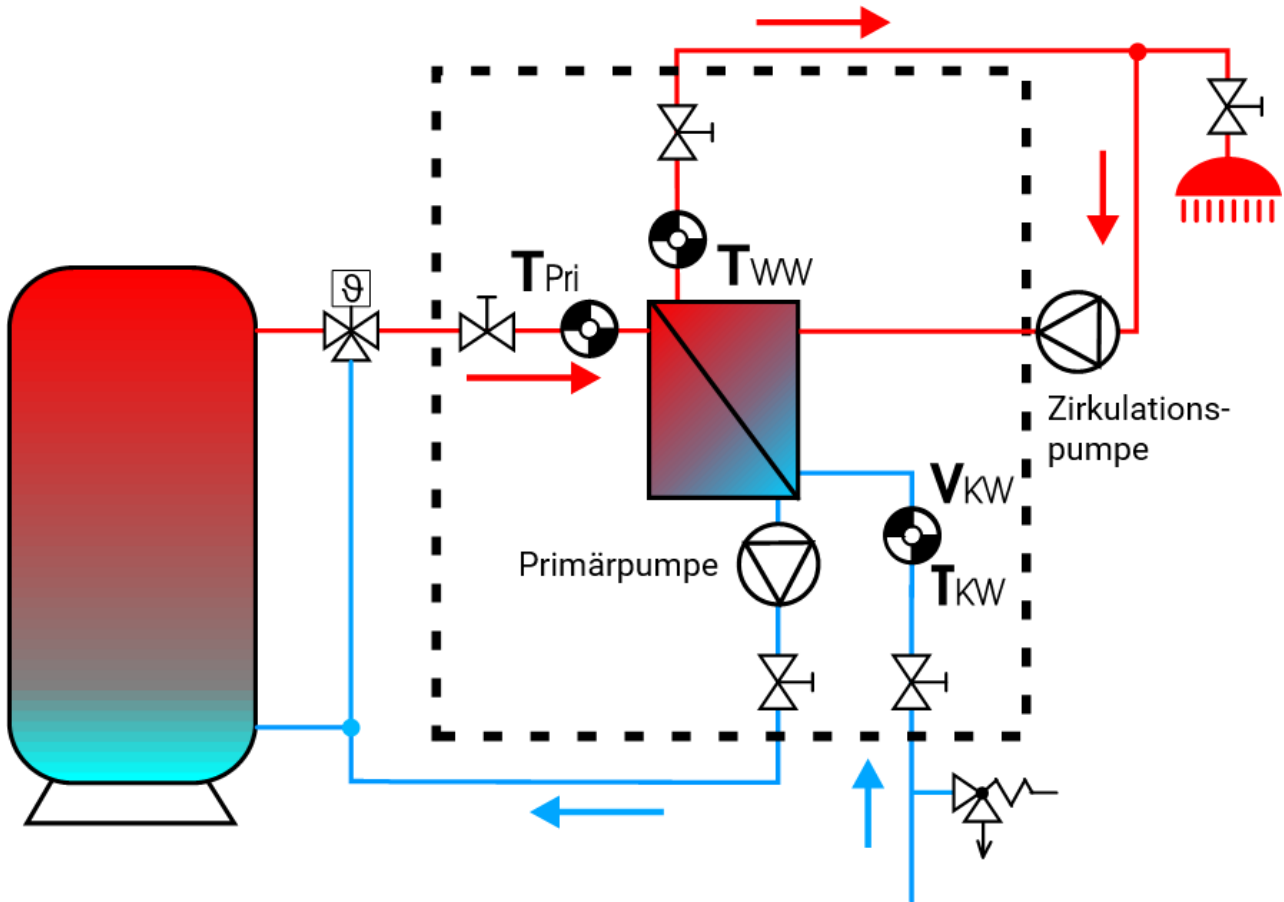 ϑ
TPri
TWW
Zirkulations-
pumpe
VKW
Primärpumpe
TKW